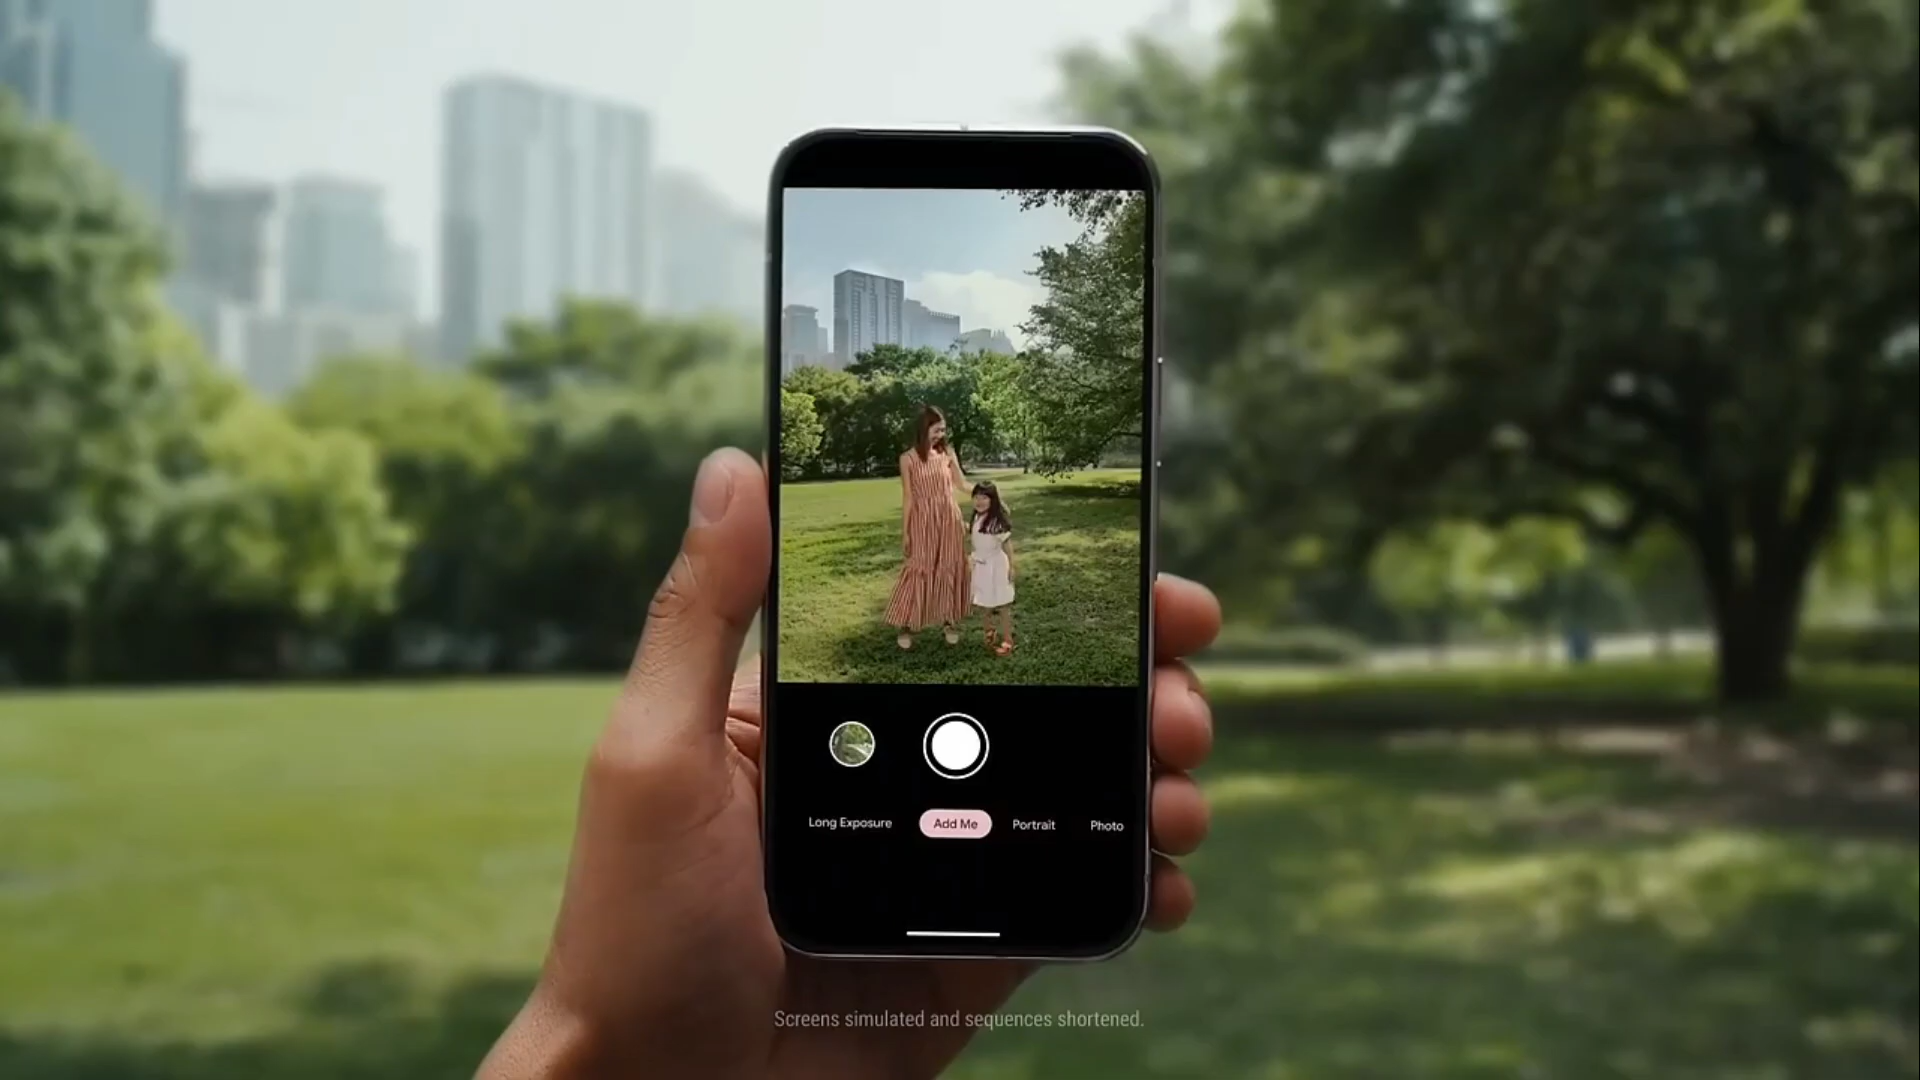 Long Exposure Add Me Portrait Photo
Screens simulated and sequences shortened.